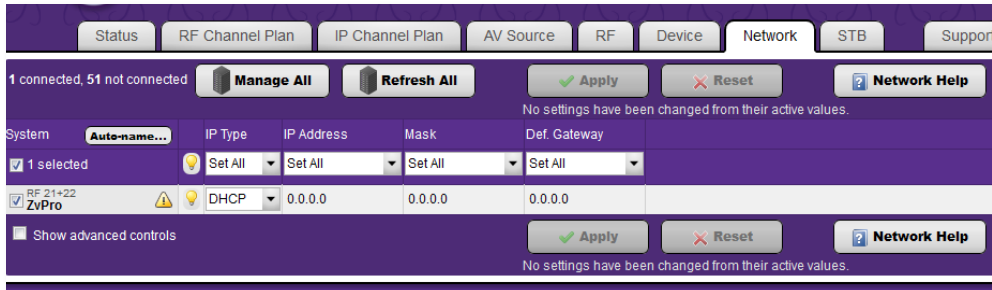 Status RF Channel Plan IP Channel Plan AV Source RF Device Network STB Suppor
1 connected, 51 not connected Manage All Refresh All Apply Reset Network Help
No settings have been changed from their active values.
System Auto-name... IP Type IP Address Mask Def. Gateway
1 selected Set All Set All Set All Set All
RF 21+22
ZvPro DHCP 0.0.0.0 0.0.0.0 0.0.0.0
Show advanced controls Apply Reset Network Help
No settings have been changed from their active values.